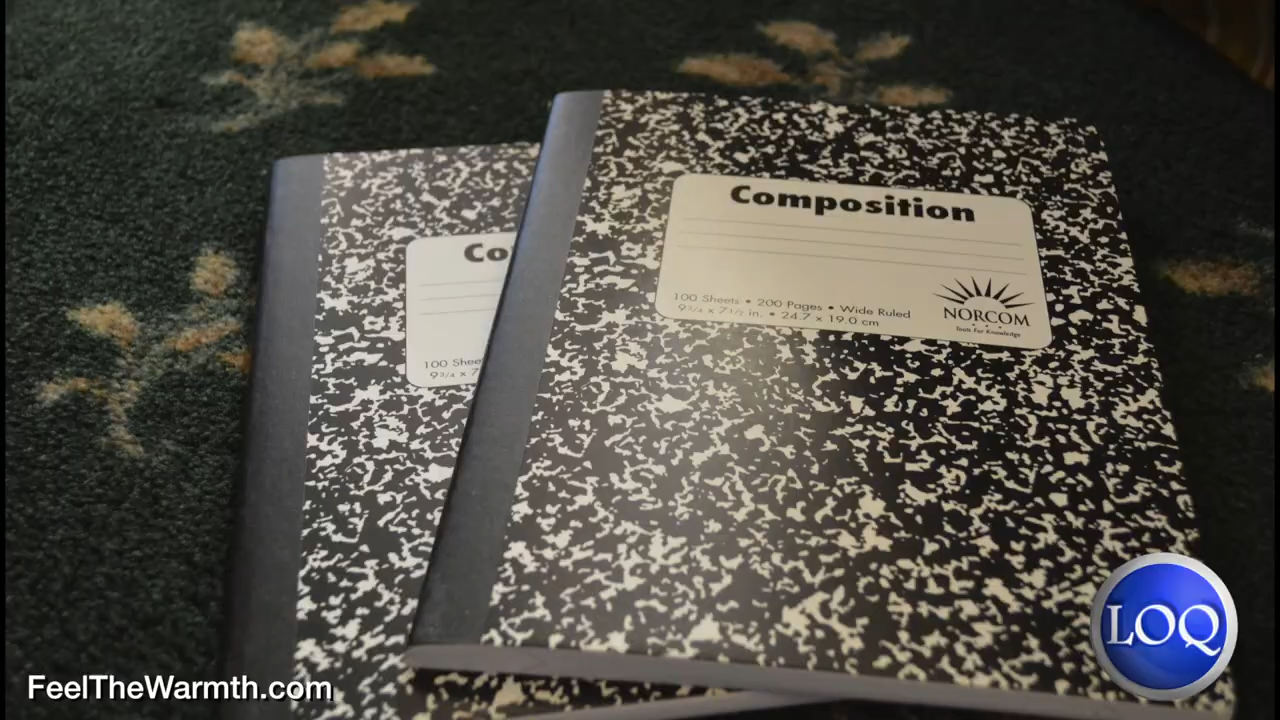 Composition
100 Sheets • 200 Pages • Wide Ruled
9 3/4 x 7 1/2 in. • 24.7 x 19.0 cm
NORCOM
Tools For Knowledge
Co
100 Shee
9 3/4 x 7
FeelTheWarmth.com
LOQ